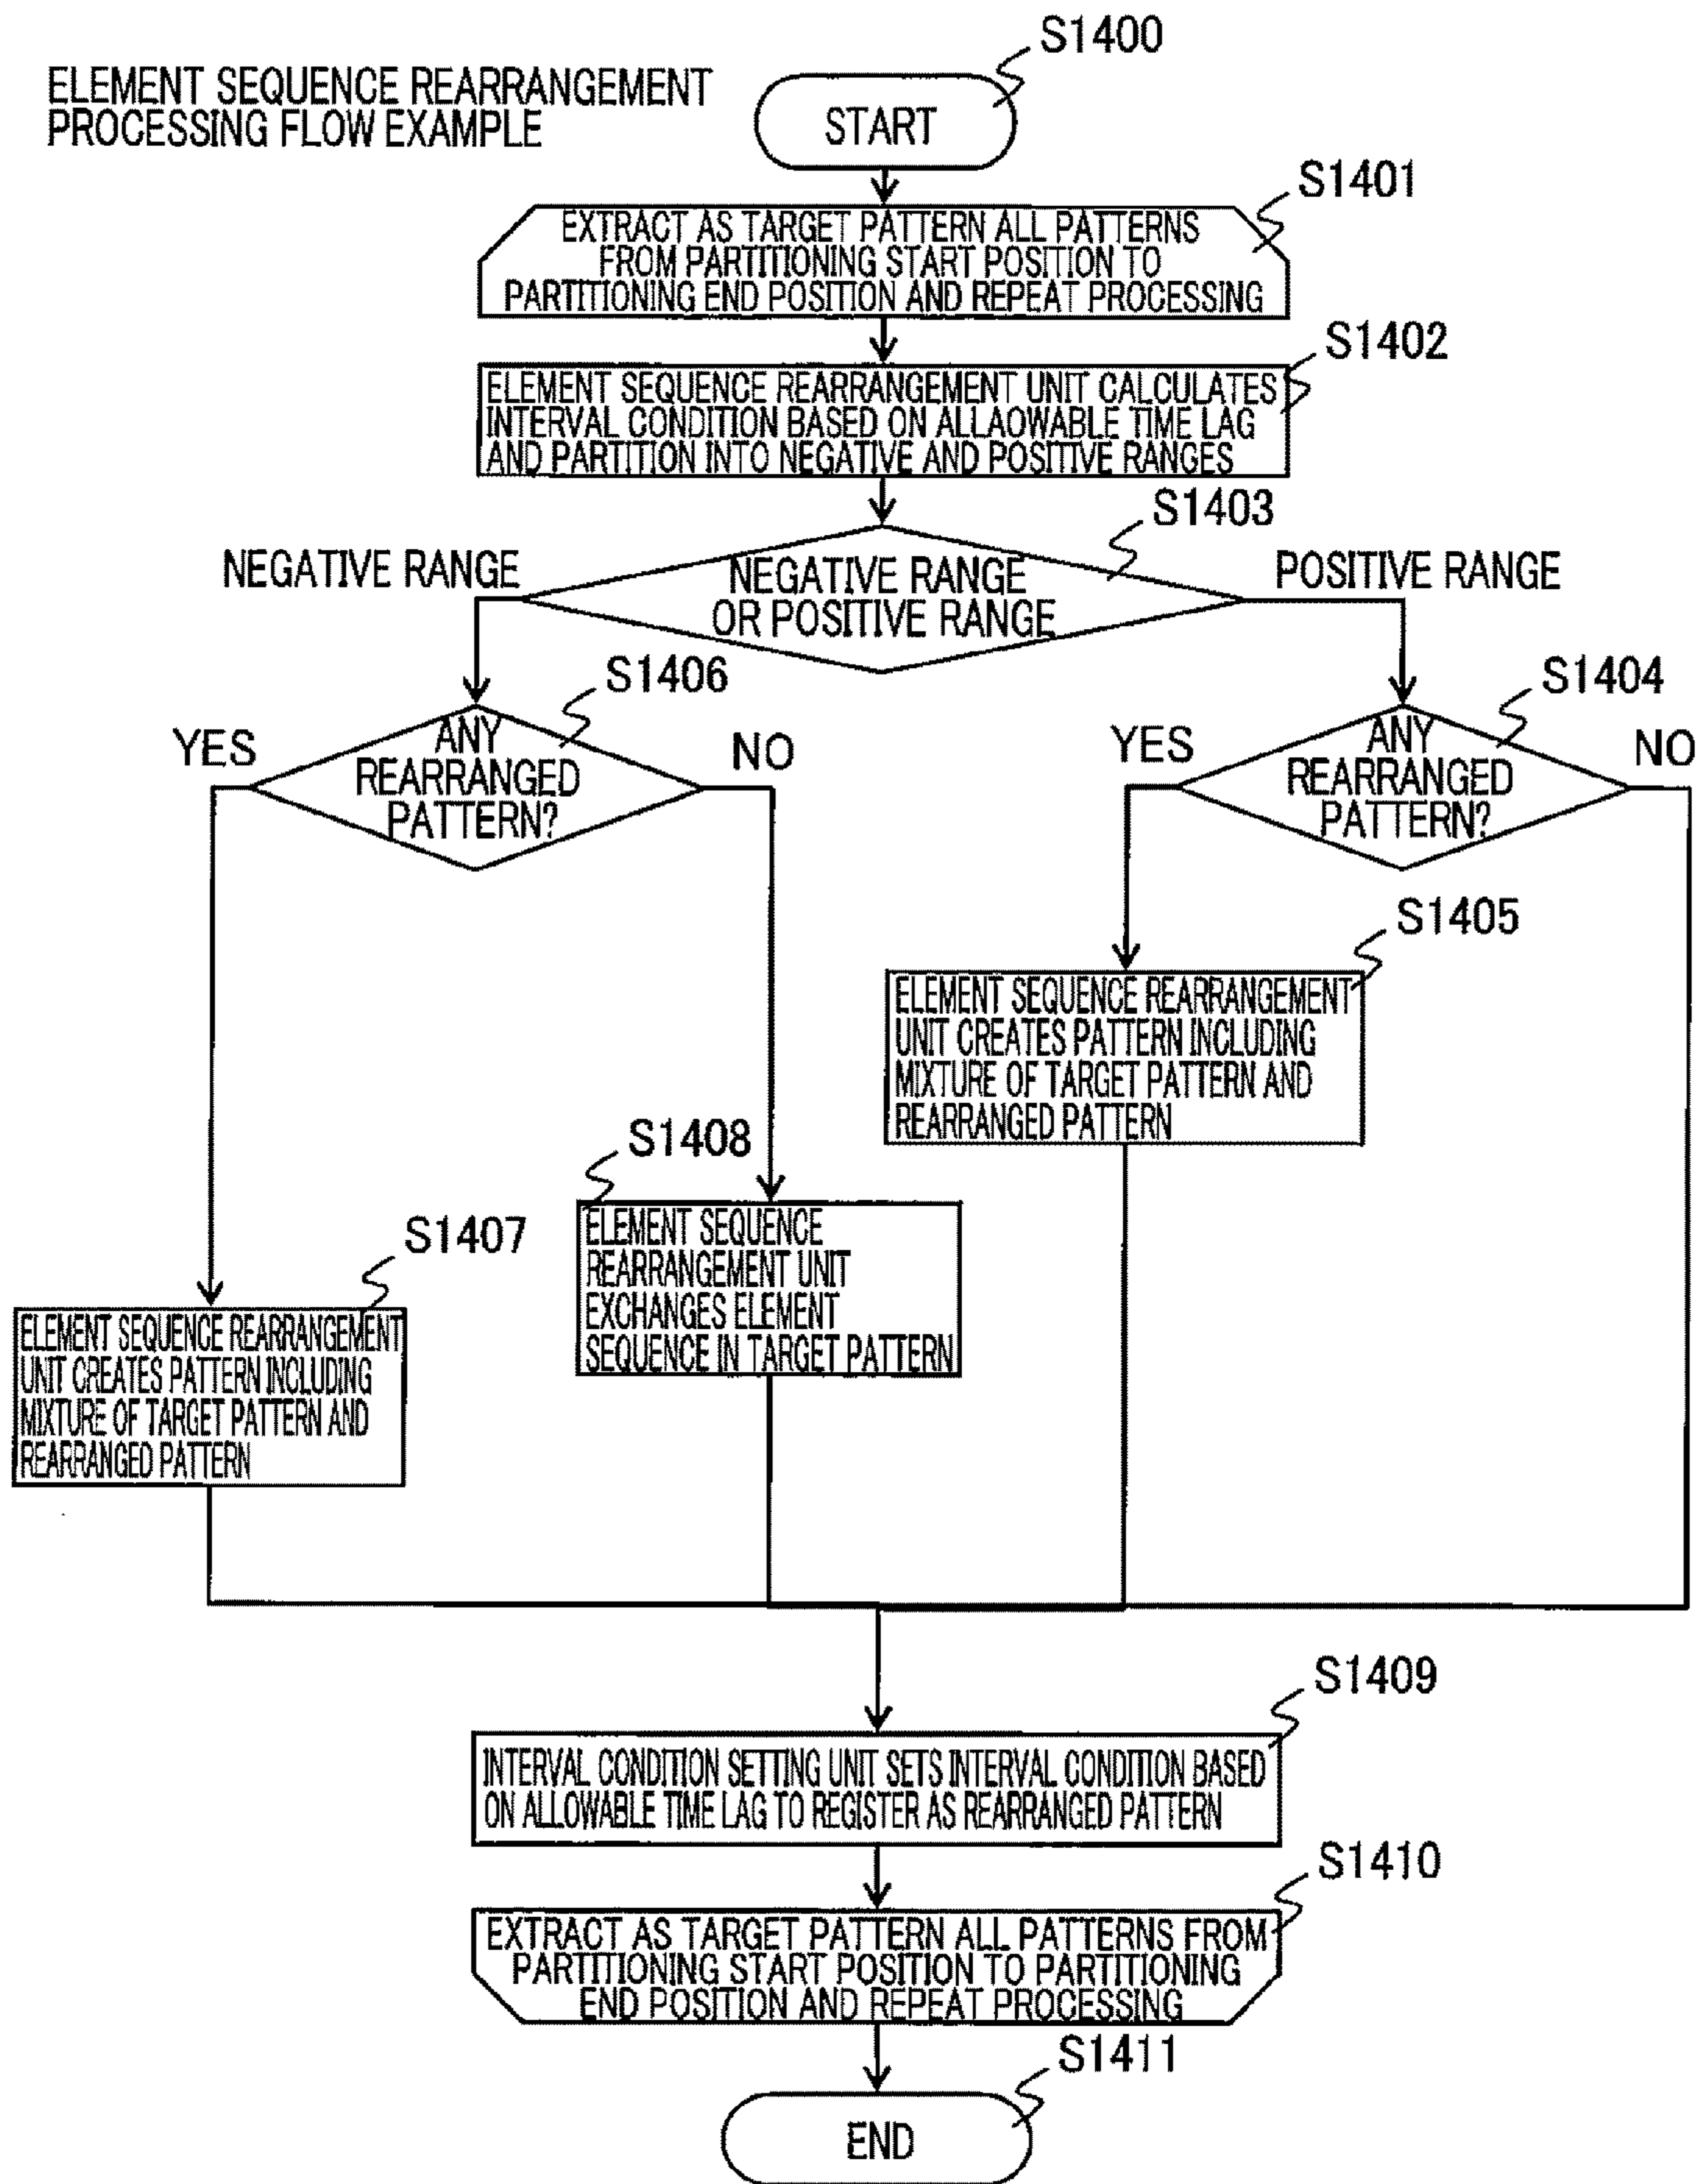 S1400
ELEMENT SEQUENCE REARRANGEMENT
PROCESSING FLOW EXAMPLE
START
S1401
EXTRACT AS TARGET PATTERN ALL PATTERNS
FROM PARTITIONING START POSITION TO
PARTITIONING END POSITION AND REPEAT PROCESSING
S1402
ELEMENT SEQUENCE REARRANGEMENT UNIT CALCULATES
INTERVAL CONDITION BASED ON ALLAOWABLE TIME LAG
AND PARTITION INTO NEGATIVE AND POSITIVE RANGES
S1403
NEGATIVE RANGE
NEGATIVE RANGE
OR POSITIVE RANGE
POSITIVE RANGE
S1406
YES
ANY
REARRANGED
PATTERN?
NO
S1404
YES
ANY
REARRANGED
PATTERN?
NO
S1405
ELEMENT SEQUENCE REARRANGEMENT
UNIT CREATES PATTERN INCLUDING
MIXTURE OF TARGET PATTERN AND
REARRANGED PATTERN
S1408
ELEMENT SEQUENCE
REARRANGEMENT UNIT
EXCHANGES ELEMENT
SEQUENCE IN TARGET PATTERN
S1407
ELEMENT SEQUENCE REARRANGEMENT
UNIT CREATES PATTERN INCLUDING
MIXTURE OF TARGET PATTERN AND
REARRANGED PATTERN
S1409
INTERVAL CONDITION SETTING UNIT SETS INTERVAL CONDITION BASED
ON ALLOWABLE TIME LAG TO REGISTER AS REARRANGED PATTERN
S1410
EXTRACT AS TARGET PATTERN ALL PATTERNS FROM
PARTITIONING START POSITION TO PARTITIONING
END POSITION AND REPEAT PROCESSING
S1411
END